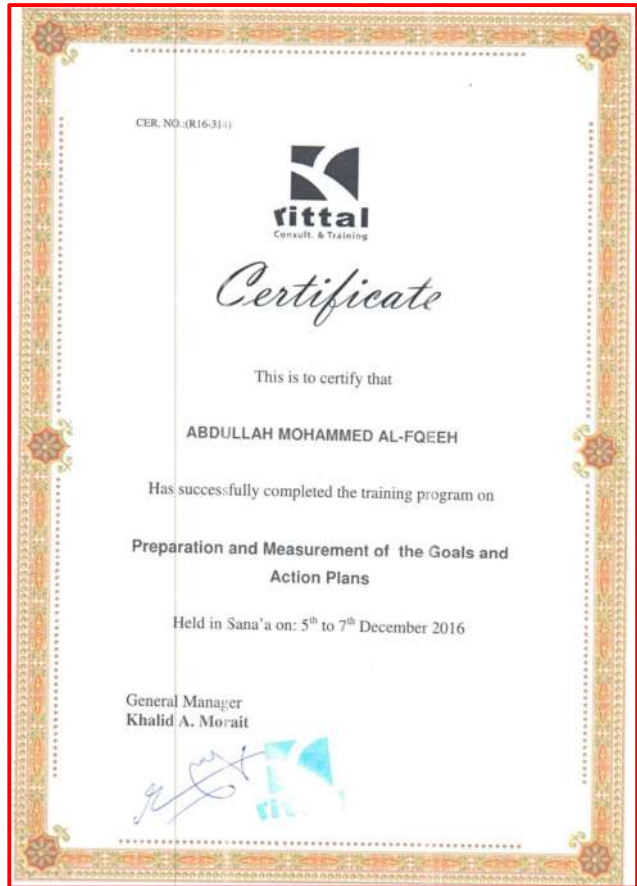 CER. NO.:(R16-314)
rittal
Consult. & Training
Certificate
This is to certify that
ABDULLAH MOHAMMED AL-FQEEH
Has successfully completed the training program on
Preparation and Measurement of the Goals and
Action Plans
Held in Sana'a on: 5th to 7th December 2016
General Manager
Khalid A. Morait